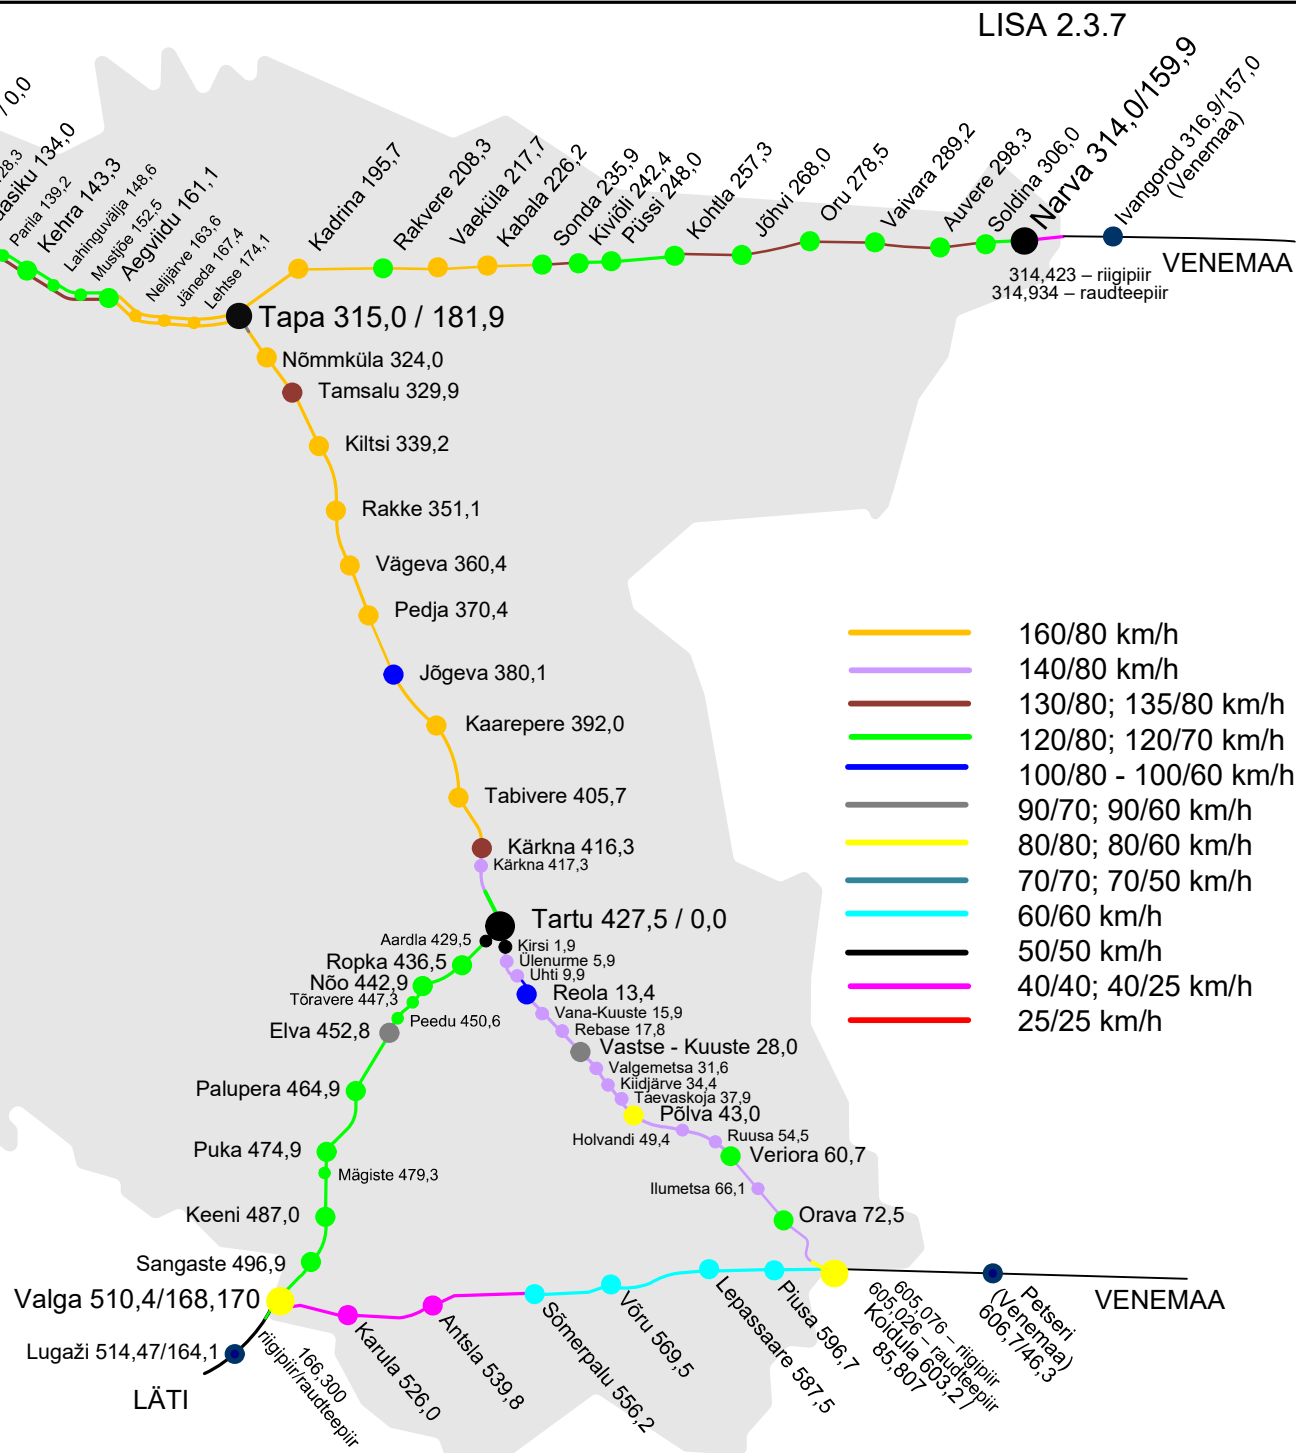 LISA 2.3.7
/ 0,0
28,3
aasiku 134,0
Parila 139,2
Kehra 143,3
Lahinguvälja 148,6
Mustjõe 152,5
Aegviidu 161,1
Nelijärve 163,6
Jäneda 167,4
Lehtse 174,1
Kadrina 195,7
Rakvere 208,3
Vaeküla 217,7
Kabala 226,2
Sonda 235,9
Kiviõli 242,4
Püssi 248,0
Kohtla 257,3
Jõhvi 268,0
Oru 278,5
Vaivara 289,2
Auvere 298,3
Soldina 306,0
Narva 314,0/159,9
Ivangorod 316,9/157,0
(Venemaa)
VENEMAA
314,423 – riigipiir
314,934 – raudteepiir
Tapa 315,0 / 181,9
Nõmmküla 324,0
Tamsalu 329,9
Kiltsi 339,2
Rakke 351,1
Vägeva 360,4
Pedja 370,4
Jõgeva 380,1
Kaarepere 392,0
Tabivere 405,7
Kärkna 416,3
Kärkna 417,3
Tartu 427,5 / 0,0
160/80 km/h
140/80 km/h
130/80; 135/80 km/h
120/80; 120/70 km/h
100/80 - 100/60 km/h
90/70; 90/60 km/h
80/80; 80/60 km/h
70/70; 70/50 km/h
60/60 km/h
50/50 km/h
40/40; 40/25 km/h
25/25 km/h
Aardla 429,5
Ropka 436,5
Nõo 442,9
Tõravere 447,3
Peedu 450,6
Elva 452,8
Palupera 464,9
Puka 474,9
Mägiste 479,3
Keeni 487,0
Sangaste 496,9
Valga 510,4/168,170
Lugaži 514,47/164,1
LÄTI
Kirsi 1,9
Ülenurme 5,9
Uhti 9,9
Reola 13,4
Vana-Kuuste 15,9
Rebase 17,8
Vastse - Kuuste 28,0
Valgemetsa 31,6
Kiidjärve 34,4
Taevaskoja 37,9
Põlva 43,0
Holvandi 49,4
Ruusa 54,5
Veriora 60,7
Ilumetsa 66,1
Orava 72,5
166,300
riigipiir/raudteepiir
Karula 526,0
Antsla 539,8
Sõmerpalu 556,2
Võru 569,5
Lepassaare 587,5
Piusa 596,7
605,076 – riigipiir
605,026 – raudteepiir
Koidula 603,2 /
85,807
Petseri
(Venemaa)
606,7/46,3
VENEMAA